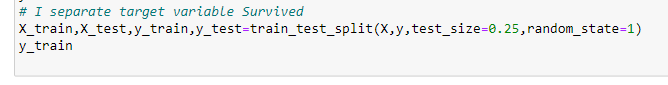 # I separate target variable Survived
X_train,X_test,y_train,y_test=train_test_split(X,y,test_size=0.25,random_state=1)
y_train